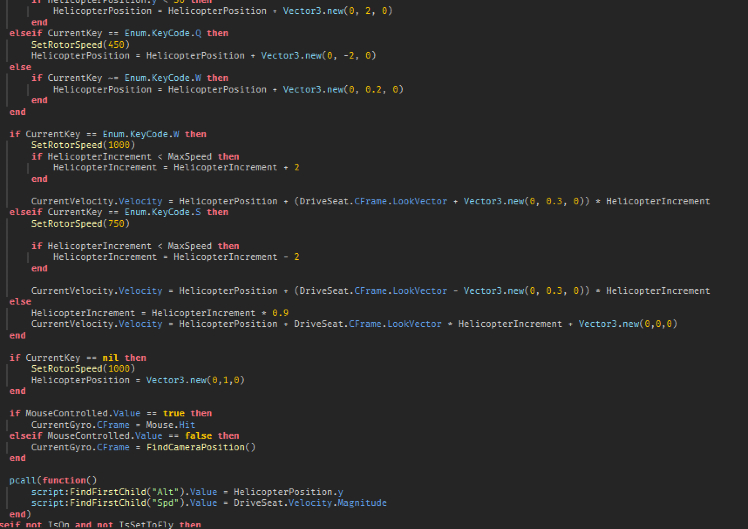 if HelicopterPosition.y < 50 then
HelicopterPosition = HelicopterPosition + Vector3.new(0, 2, 0)
end
elseif CurrentKey == Enum.KeyCode.Q then
SetRotorSpeed(450)
HelicopterPosition = HelicopterPosition + Vector3.new(0, -2, 0)
else
if CurrentKey ~= Enum.KeyCode.W then
HelicopterPosition = HelicopterPosition + Vector3.new(0, 0.2, 0)
end
end
if CurrentKey == Enum.KeyCode.W then
SetRotorSpeed(1000)
if HelicopterIncrement < MaxSpeed then
HelicopterIncrement = HelicopterIncrement + 2
end
CurrentVelocity.Velocity = HelicopterPosition + (DriveSeat.CFrame.LookVector + Vector3.new(0, 0.3, 0)) * HelicopterIncrement
elseif CurrentKey == Enum.KeyCode.S then
SetRotorSpeed(750)
if HelicopterIncrement < MaxSpeed then
HelicopterIncrement = HelicopterIncrement - 2
end
CurrentVelocity.Velocity = HelicopterPosition + (DriveSeat.CFrame.LookVector - Vector3.new(0, 0.3, 0)) * HelicopterIncrement
else
HelicopterIncrement = HelicopterIncrement * 0.9
CurrentVelocity.Velocity = HelicopterPosition + DriveSeat.CFrame.LookVector * HelicopterIncrement + Vector3.new(0,0,0)
end
if CurrentKey == nil then
SetRotorSpeed(1000)
HelicopterPosition = Vector3.new(0,1,0)
end
if MouseControlled.Value == true then
CurrentGyro.CFrame = Mouse.Hit
elseif MouseControlled.Value == false then
CurrentGyro.CFrame = FindCameraPosition()
end
pcall(function()
script:FindFirstChild("Alt").Value = HelicopterPosition.y
script:FindFirstChild("Spd").Value = DriveSeat.Velocity.Magnitude
end)
seif not IsOn and not IsSetToFly then